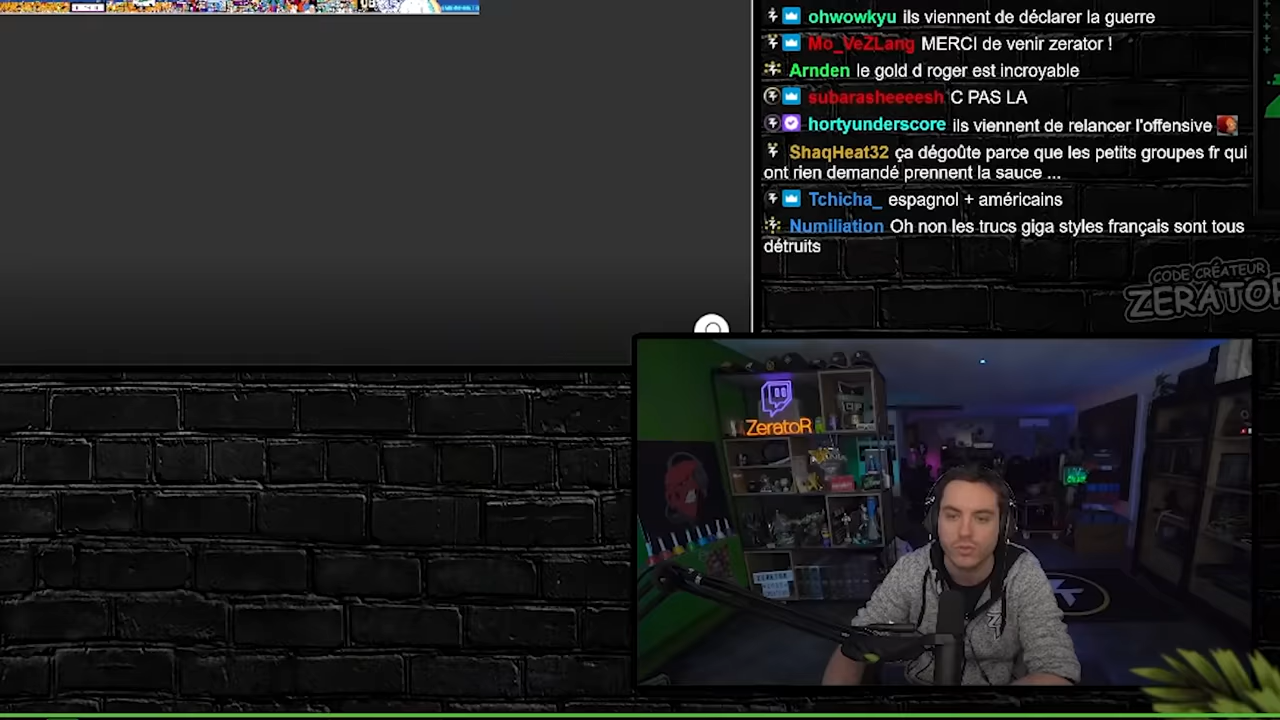 ohwowkyu ils viennent de déclarer la guerre
Mo_VeZLang MERCI de venir zerator !
Arnden le gold d roger est incroyable
subarasheeeesh C PAS LA
hortyunderscore ils viennent de relancer l'offensive
ShaqHeat32 ça dégoûte parce que les petits groupes fr qui
ont rien demandé prennent la sauce ...
Tchicha_ espagnol + américains
Numiliation Oh non les trucs giga styles français sont tous
détruits
CODE CRÉATEUR
ZERATOR
ZeratoR